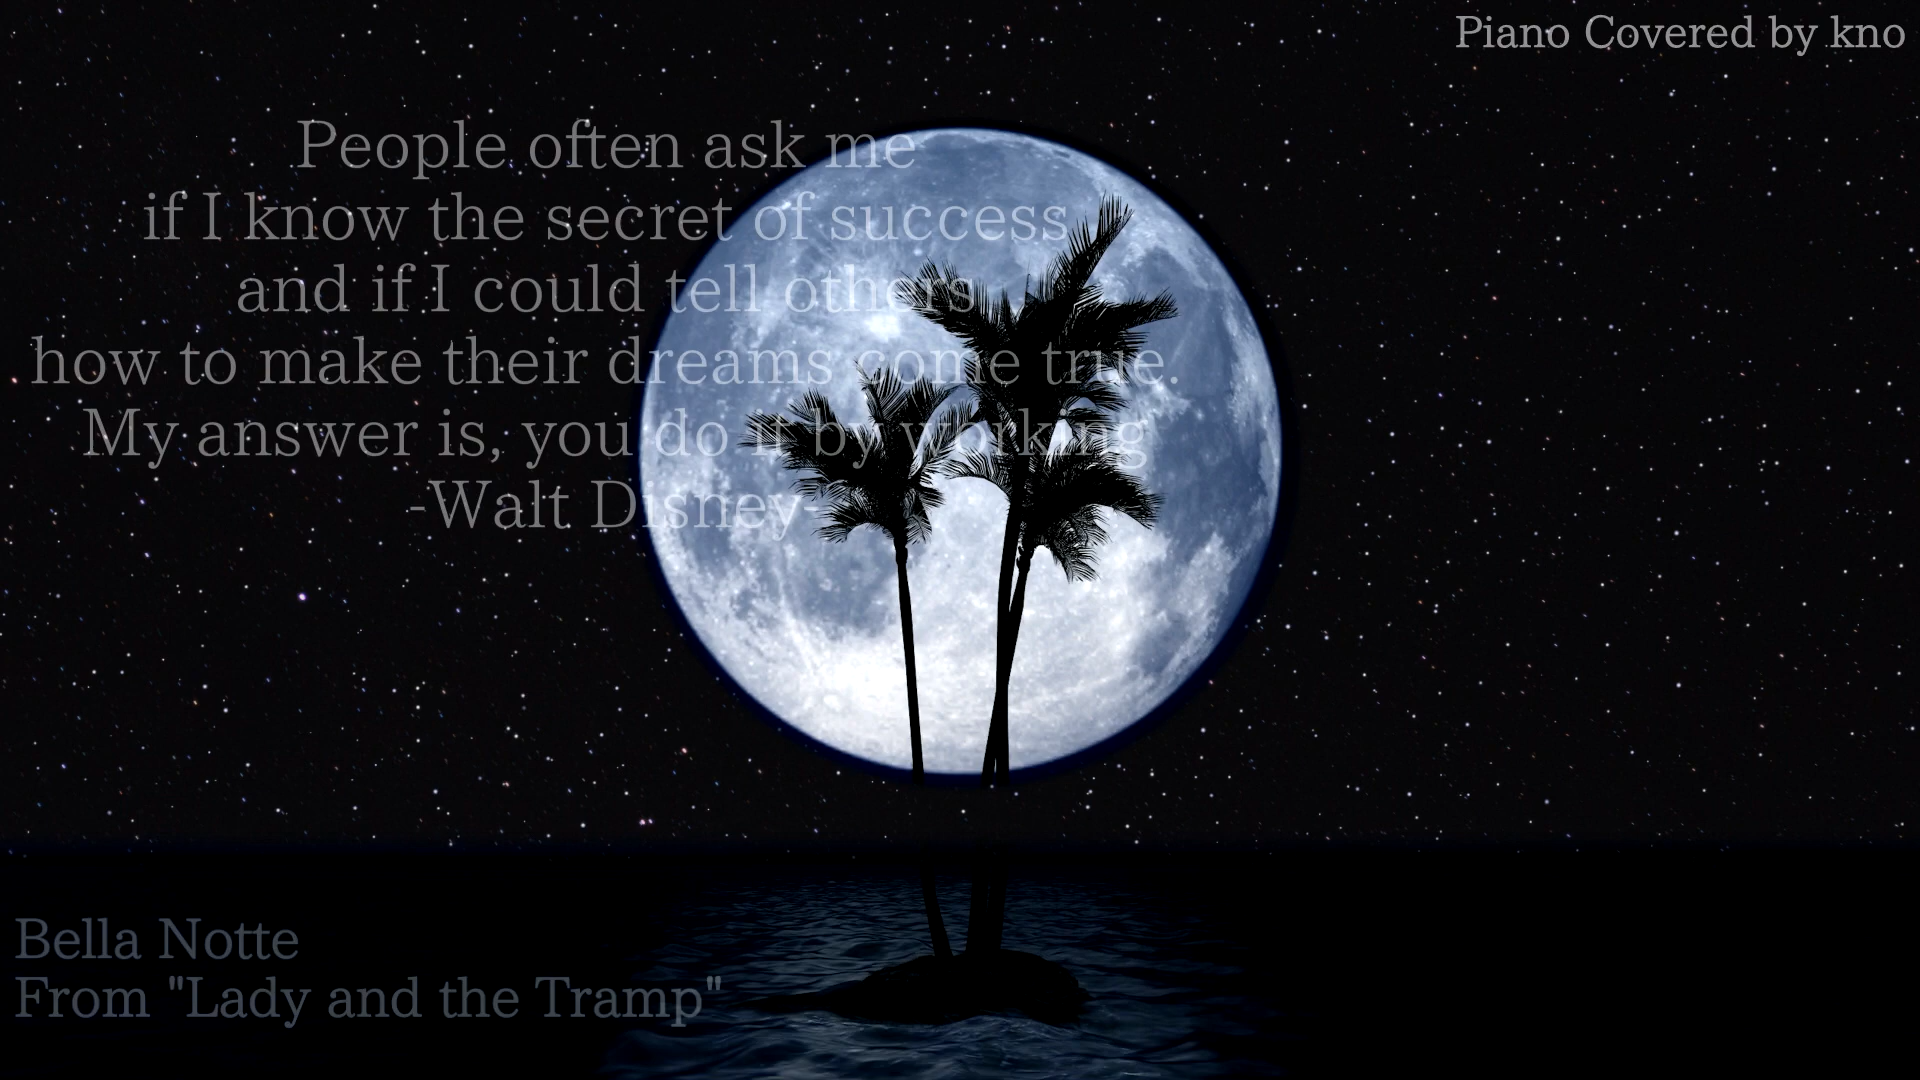 Piano Covered by kno
People often ask me
if I know the secret of success
and if I could tell others
how to make their dreams come true.
My answer is, you do it by working
-Walt Disney-
Bella Notte
From "Lady and the Tramp"